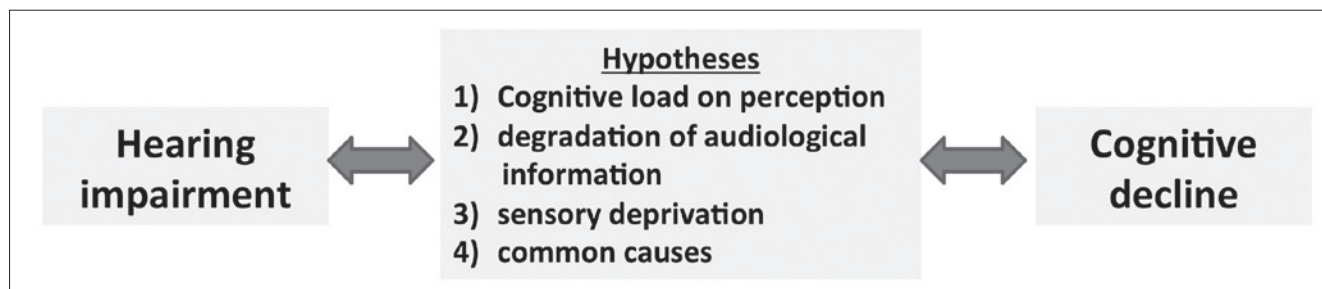 Hearing
impairment
Hypotheses
1) Cognitive load on perception
2) degradation of audiological
information
3) sensory deprivation
4) common causes
Cognitive
decline